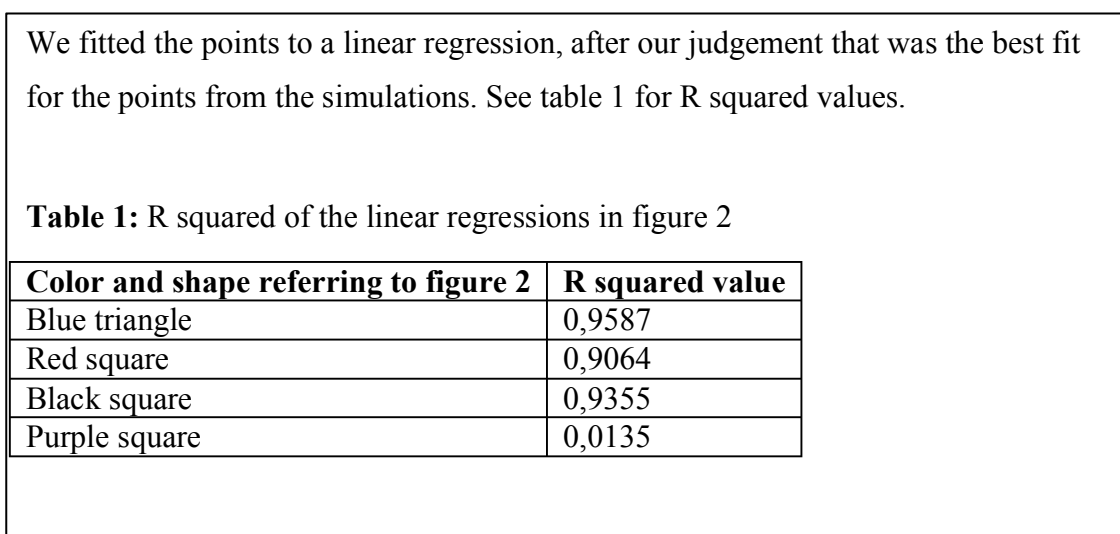 We fitted the points to a linear regression, after our judgement that was the best fit
for the points from the simulations. See table 1 for R squared values.
Table 1: R squared of the linear regressions in figure 2
Color and shape referring to figure 2 R squared value
Blue triangle 0,9587
Red square 0,9064
Black square 0,9355
Purple square 0,0135